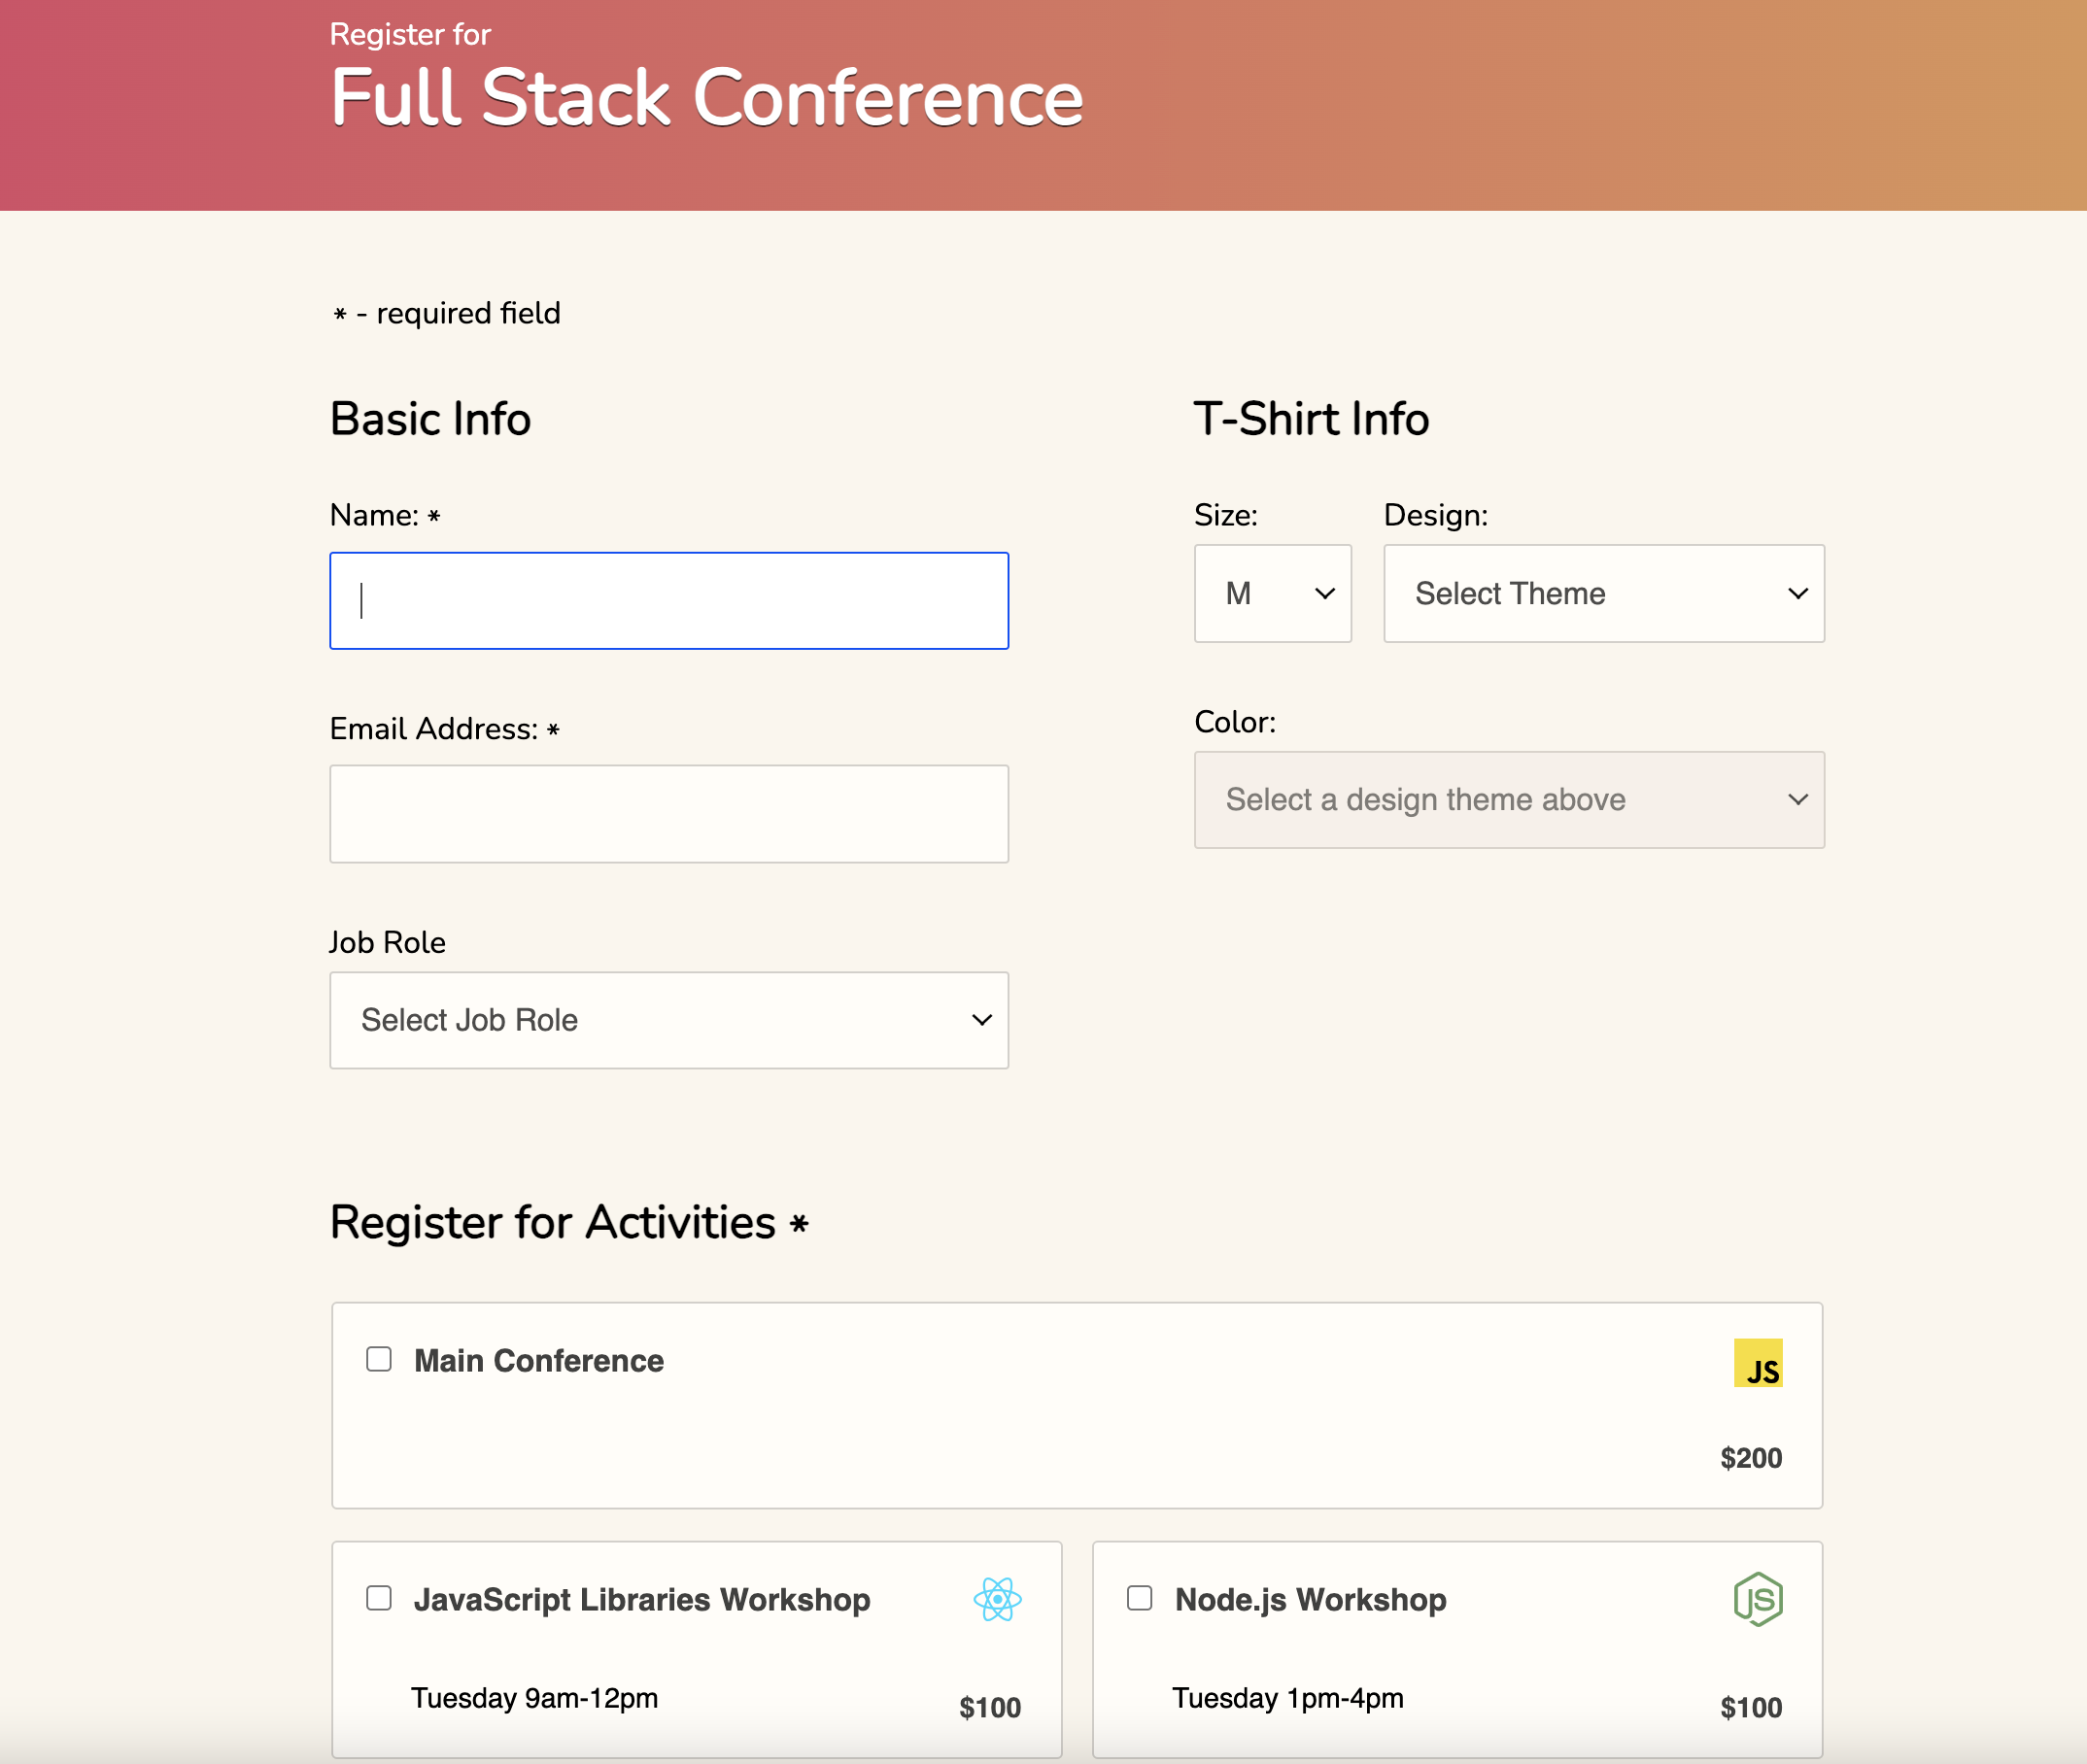 Register for
Full Stack Conference
* - required field
Basic Info
Name: *
Email Address: *
Job Role
Select Job Role
T-Shirt Info
Size:
Design:
M
Select Theme
Color:
Select a design theme above
Register for Activities *
Main Conference
JS
$200
JavaScript Libraries Workshop
Tuesday 9am-12pm
$100
Node.js Workshop
JS
Tuesday 1pm-4pm
$100